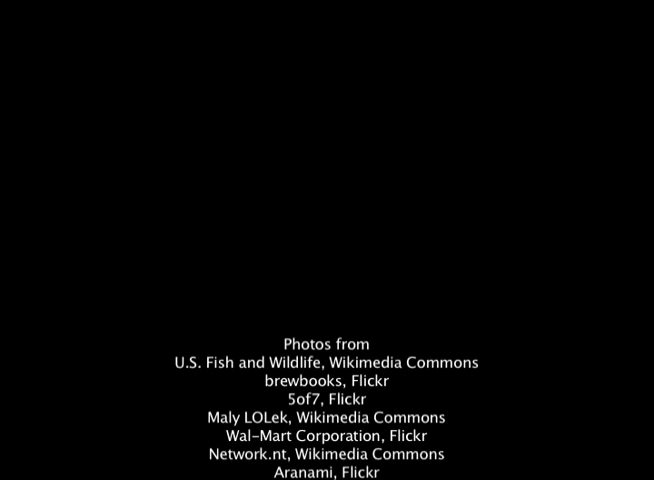 Photos from
U.S. Fish and Wildlife, Wikimedia Commons
brewbooks, Flickr
5of7, Flickr
Maly LOLek, Wikimedia Commons
Wal-Mart Corporation, Flickr
Network.nt, Wikimedia Commons
Aranami, Flickr